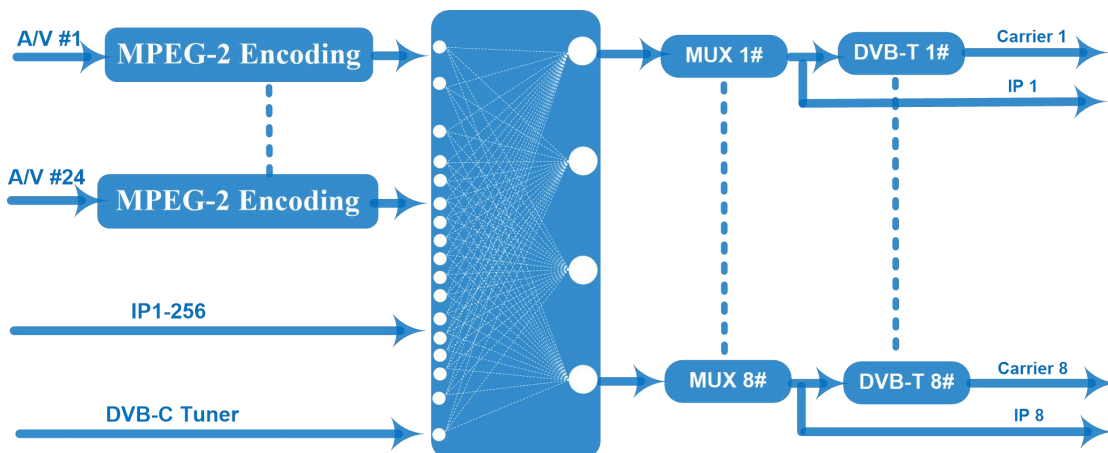 A/V #1
MPEG-2 Encoding
MUX 1#
DVB-T 1#
Carrier 1
IP 1
A/V #24
MPEG-2 Encoding
IP1-256
DVB-C Tuner
MUX 8#
DVB-T 8#
Carrier 8
IP 8